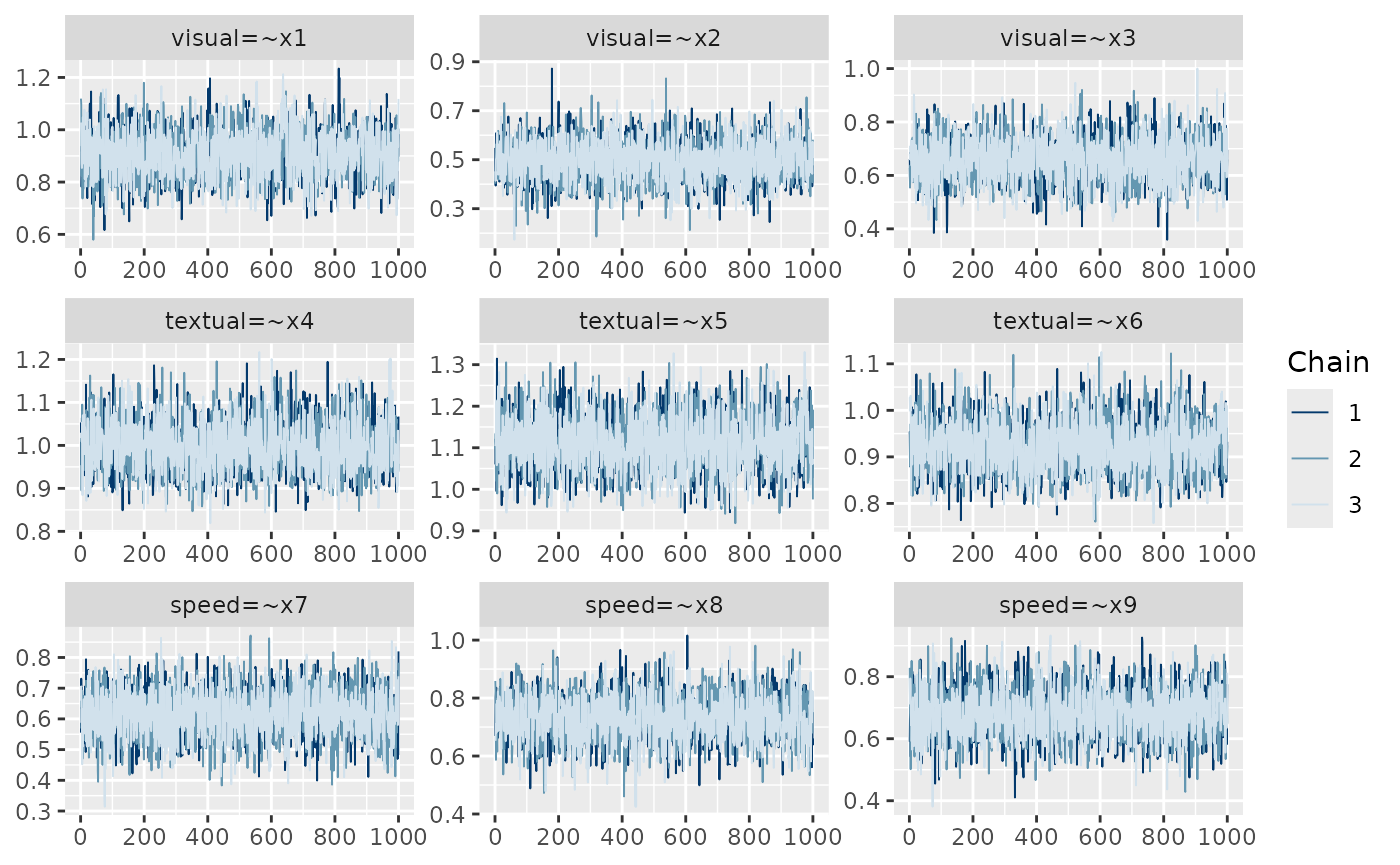 visual=~x1 visual=~x2 visual=~x3
1.2 1.0 0.8 0.6
0.9 0.7 0.5 0.3
1.0 0.8 0.6 0.4
0 200 400 600 800 1000 0 200 400 600 800 1000 0 200 400 600 800 1000
textual=~x4 textual=~x5 textual=~x6
1.2 1.1 1.0 0.9 0.8
1.3 1.2 1.1 1.0 0.9
1.1 1.0 0.9 0.8
0 200 400 600 800 1000 0 200 400 600 800 1000 0 200 400 600 800 1000
speed=~x7 speed=~x8 speed=~x9
0.8 0.7 0.6 0.5 0.4 0.3
1.0 0.8 0.6 0.4
0.8 0.6 0.4
0 200 400 600 800 1000 0 200 400 600 800 1000 0 200 400 600 800 1000
Chain
1
2
3